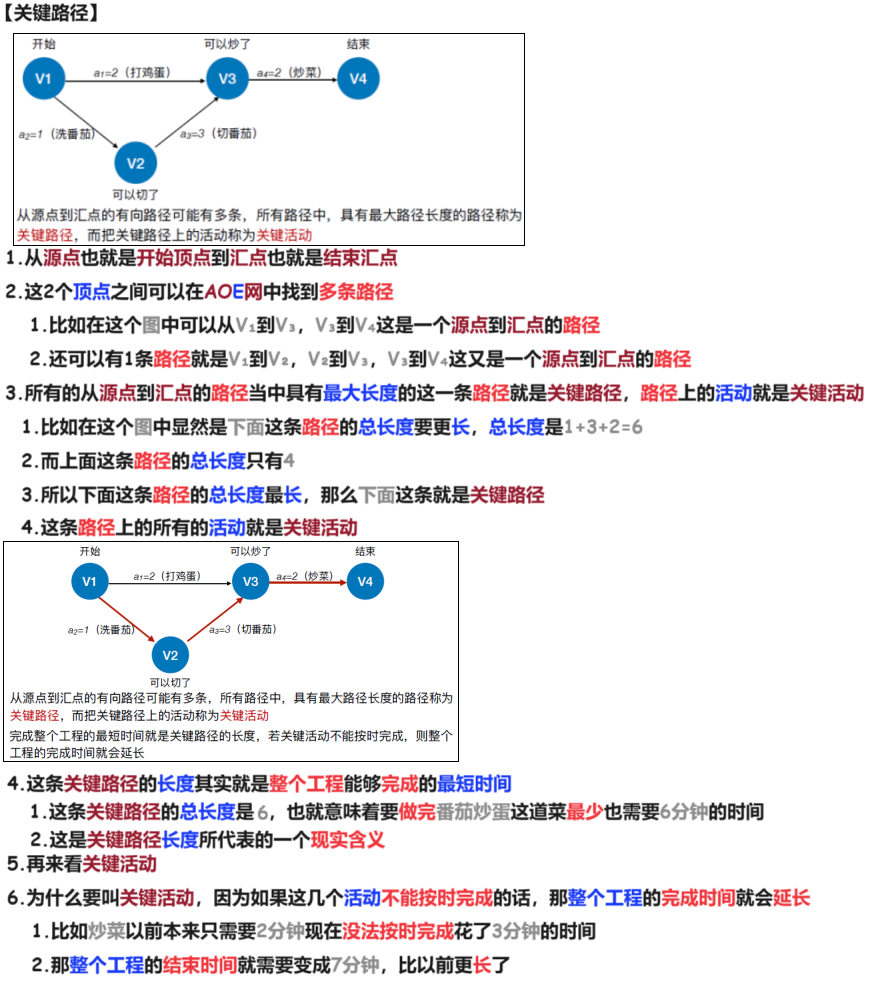 【关键路径】
开始 可以炒了 结束
V1 a₁=2（打鸡蛋） V3 a₄=2（炒菜） V4
a₂=1（洗番茄） a₃=3（切番茄）
V2
可以切了
从源点到汇点的有向路径可能有多条，所有路径中，具有最大路径长度的路径称为
关键路径，而把关键路径上的活动称为关键活动
1.从源点也就是开始顶点到汇点也就是结束汇点
2.这2个顶点之间可以在AOE网中找到多条路径
1.比如在这个图中可以从V₁到V₃，V₃到V₄这是一个源点到汇点的路径
2.还可以有1条路径就是V₁到V₂，V₂到V₃，V₃到V₄这又是一个源点到汇点的路径
3.所有的从源点到汇点的路径当中具有最大长度的这一条路径就是关键路径，路径上的活动就是关键活动
1.比如在这个图中显然是下面这条路径的总长度要更长，总长度是1+3+2=6
2.而上面这条路径的总长度只有4
3.所以下面这条路径的总长度最长，那么下面这条就是关键路径
4.这条路径上的所有的活动就是关键活动
开始 可以炒了 结束
V1 a₁=2（打鸡蛋） V3 a₄=2（炒菜） V4
a₂=1（洗番茄） a₃=3（切番茄）
V2
可以切了
从源点到汇点的有向路径可能有多条，所有路径中，具有最大路径长度的路径称为
关键路径，而把关键路径上的活动称为关键活动
完成整个工程的最短时间就是关键路径的长度，若关键活动不能按时完成，则整个
工程的完成时间就会延长
4.这条关键路径的长度其实就是整个工程能够完成的最短时间
1.这条关键路径的总长度是6，也就意味着要做完番茄炒蛋这道菜最少也需要6分钟的时间
2.这是关键路径长度所代表的一个现实含义
5.再来看关键活动
6.为什么要叫关键活动，因为如果这几个活动不能按时完成的话，那整个工程的完成时间就会延长
1.比如炒菜以前本来只需要2分钟现在没法按时完成花了3分钟的时间
2.那整个工程的结束时间就需要变成7分钟，比以前更长了